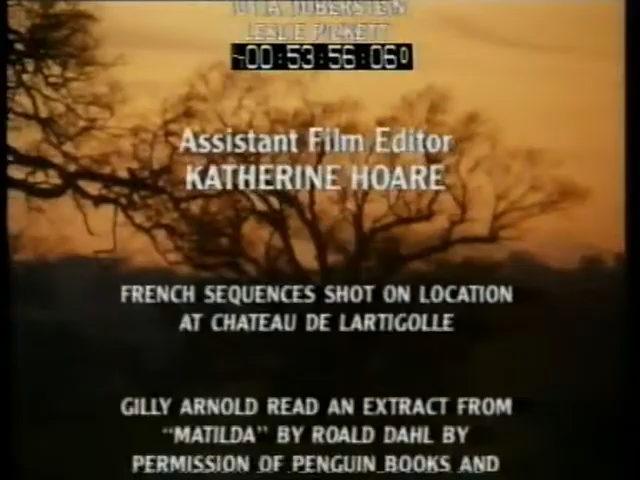 LESLIE PICKETT
00:53:56:06
Assistant Film Editor
KATHERINE HOARE
FRENCH SEQUENCES SHOT ON LOCATION
AT CHATEAU DE LARTIGOLLE
GILLY ARNOLD READ AN EXTRACT FROM
"MATILDA" BY ROALD DAHL BY
PERMISSION OF PENGUIN BOOKS AND